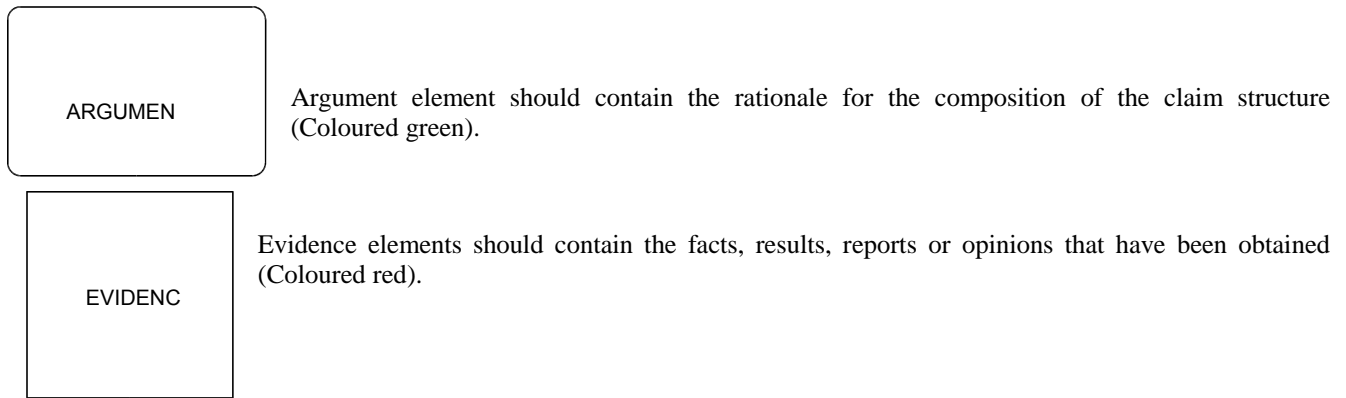 ARGUMEN
Argument element should contain the rationale for the composition of the claim structure
(Coloured green).
EVIDENC
Evidence elements should contain the facts, results, reports or opinions that have been obtained
(Coloured red).